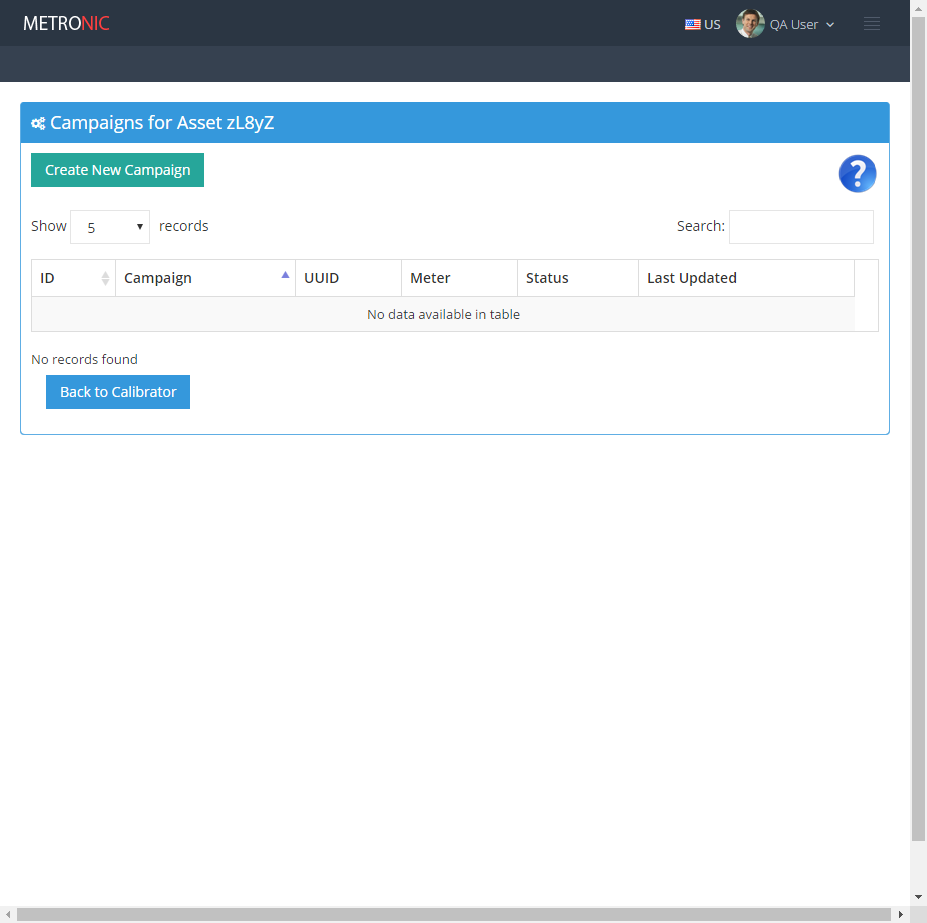 METRONIC
US QA User
Campaigns for Asset zL8yZ
Create New Campaign
?
Show 5 records Search:
ID Campaign UUID Meter Status Last Updated
No data available in table
No records found
Back to Calibrator